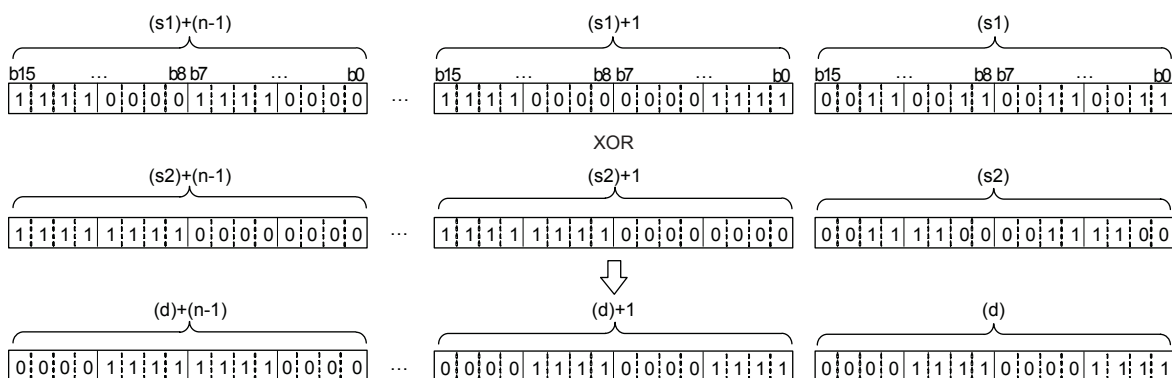 (s1)+(n-1) (s1)+1 (s1)
b15 ... b8 b7 ... b0 b15 ... b8 b7 ... b0 b15 ... b8 b7 ... b0
1 1 1 1 0 0 0 0 1 1 1 1 0 0 0 0 ... 1 1 1 1 0 0 0 0 0 0 0 0 1 1 1 1 0 0 1 1 0 0 1 1 0 0 1 1 0 0 1 1
XOR
(s2)+(n-1) (s2)+1 (s2)
1 1 1 1 1 1 1 1 0 0 0 0 0 0 0 0 ... 1 1 1 1 1 1 1 1 0 0 0 0 0 0 0 0 0 0 1 1 1 1 0 0 0 0 1 1 1 1 0 0
(d)+(n-1) (d)+1 (d)
0 0 0 0 1 1 1 1 1 1 1 1 0 0 0 0 ... 0 0 0 0 1 1 1 1 0 0 0 0 1 1 1 1 0 0 0 0 1 1 1 1 0 0 0 0 1 1 1 1